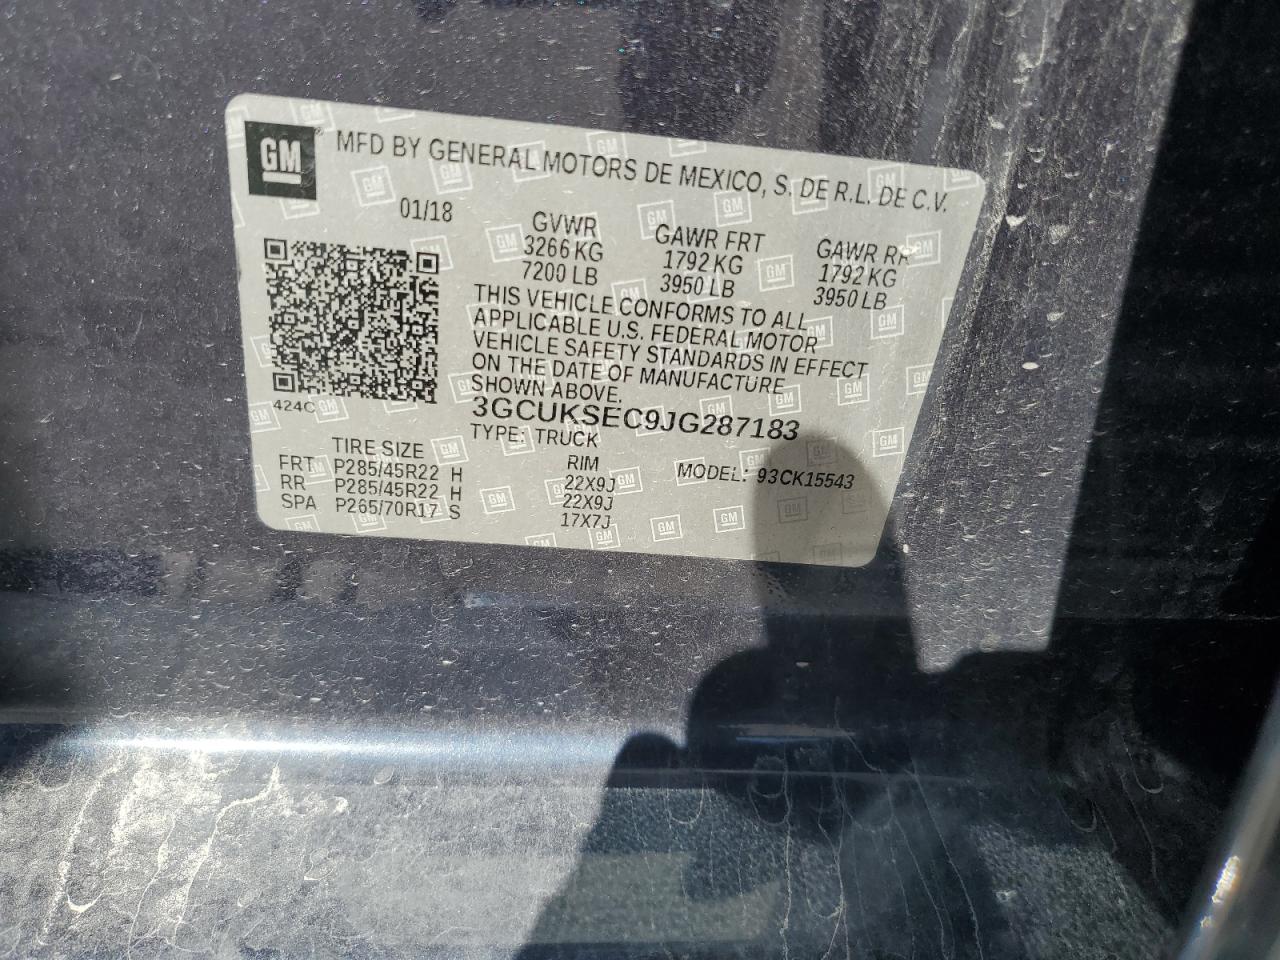 GM® MFD BY GENERAL MOTORS DE MEXICO, S. DE R.L. DE C.V.
01/18
GVWR GAWR FRT GAWR RR
3266 KG 1792 KG 1792 KG
7200 LB 3950 LB 3950 LB
THIS VEHICLE CONFORMS TO ALL
APPLICABLE U.S. FEDERAL MOTOR
VEHICLE SAFETY STANDARDS IN EFFECT
ON THE DATE OF MANUFACTURE
SHOWN ABOVE.
424C
3GCUKSEC9JG287183
TYPE: TRUCK
TIRE SIZE RIM MODEL: 93CK15543
FRT P285/45R22 H 22X9J
RR P285/45R22 H 22X9J
SPA P265/70R17 S 17X7J